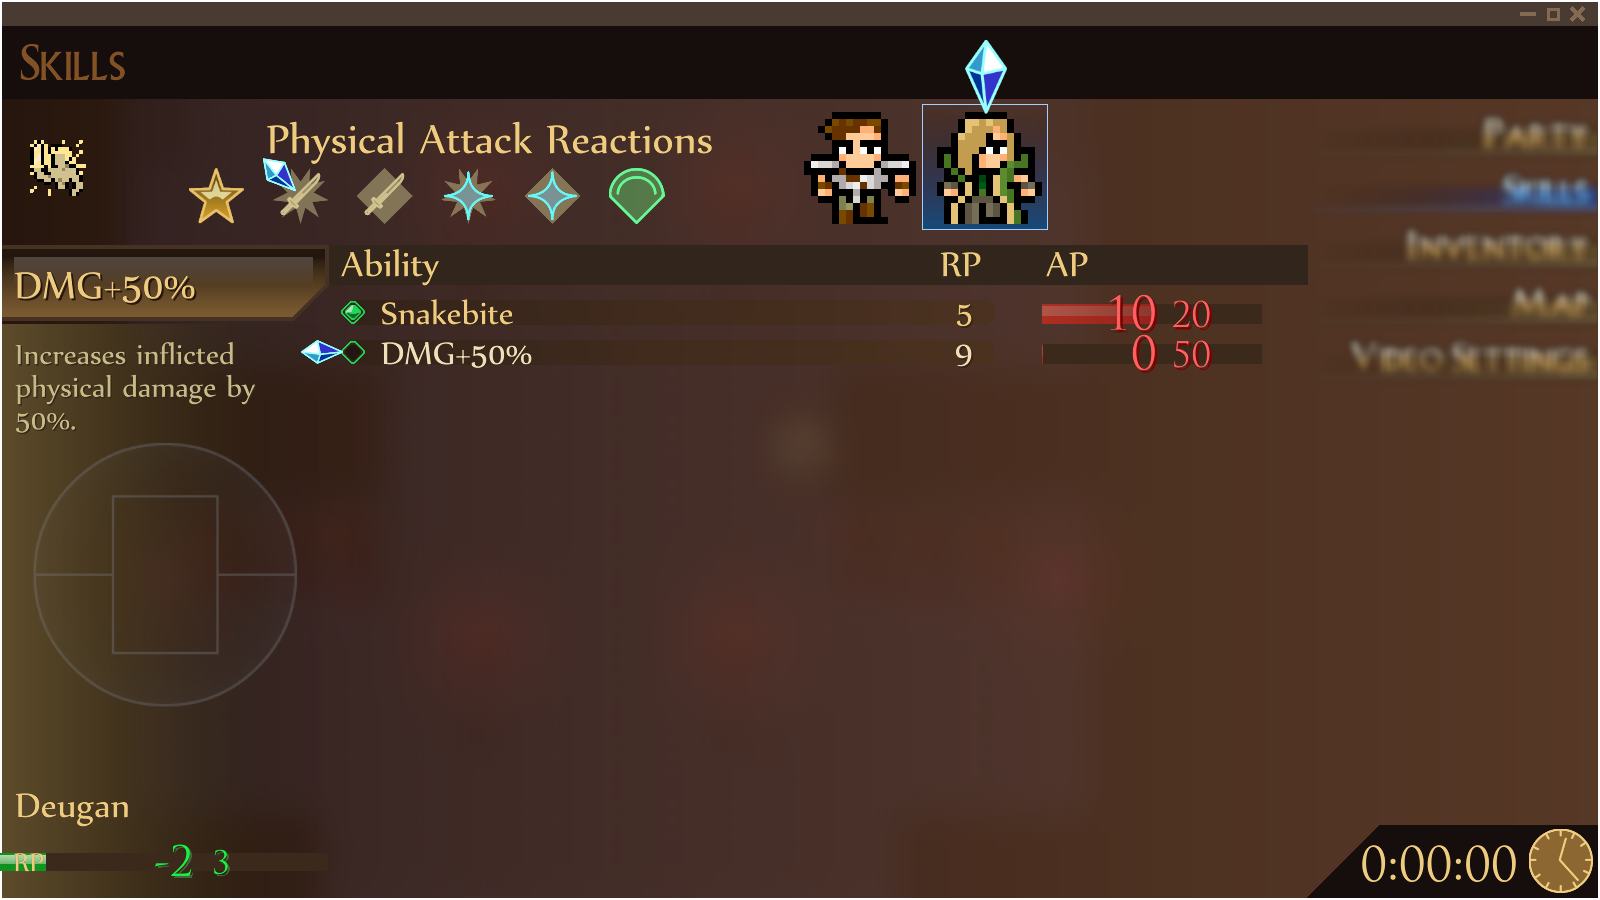 Skills
Physical Attack Reactions
Party
Skills
Inventory
Map
Video Settings
DMG+50%
Ability RP AP
Snakebite 5 10 20
DMG+50% 9 0 50
Increases inflicted
physical damage by
50%.
Deugan
RP -2 3
0:00:00